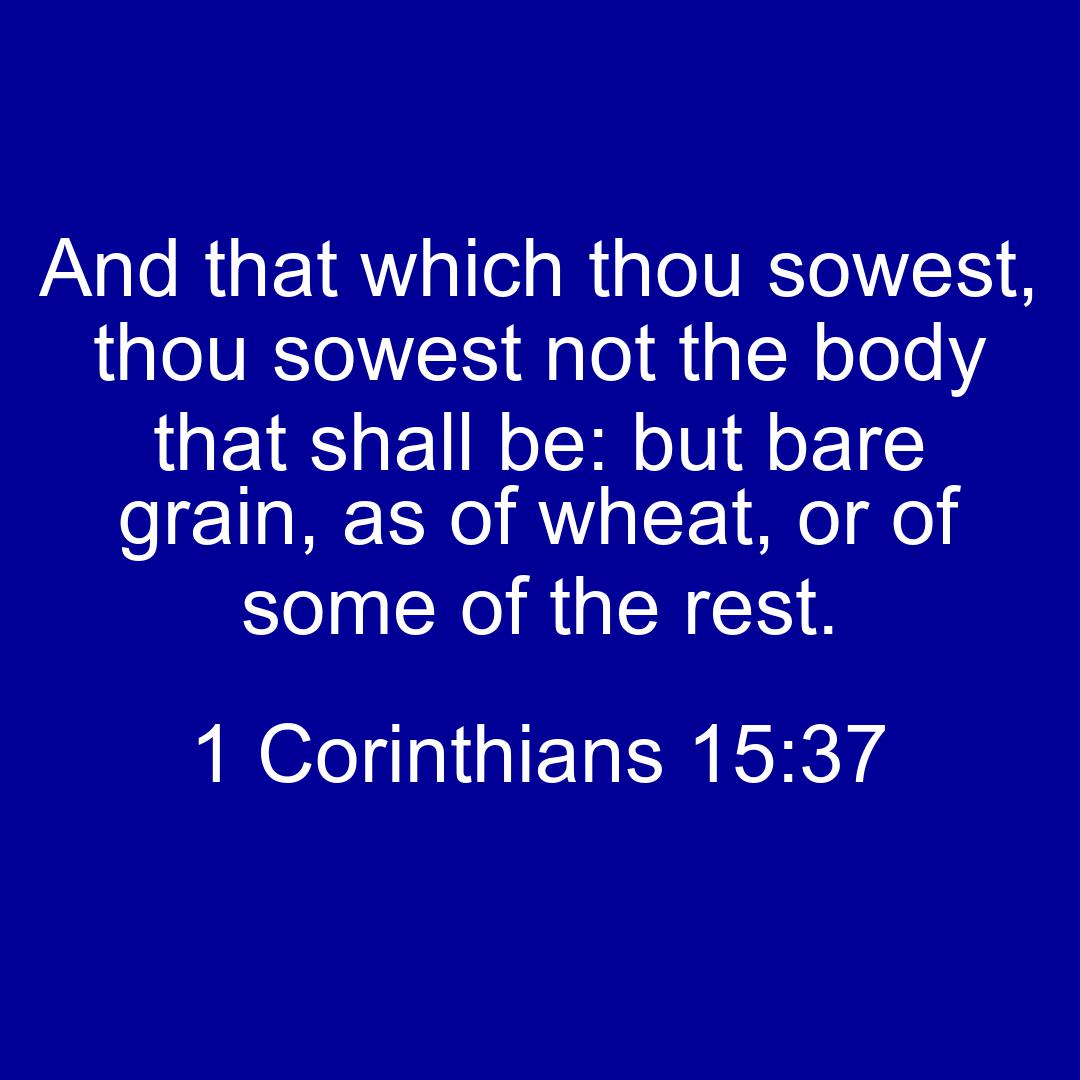 And that which thou sowest,
thou sowest not the body
that shall be: but bare
grain, as of wheat, or of
some of the rest.
1 Corinthians 15:37